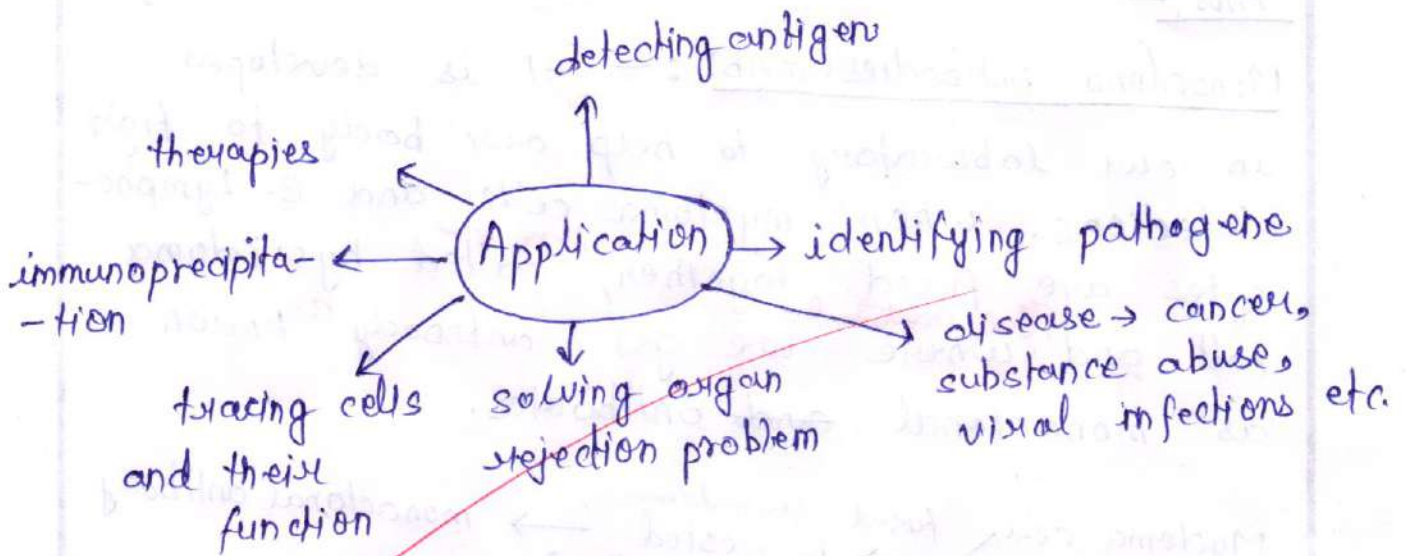 detecting antigen
therapies
Application
identifying pathogene
immunoprecipita-
-tion
disease → cancer,
substance abuse,
viral infections etc.
tracing cells
and their
function
solving organ
rejection problem